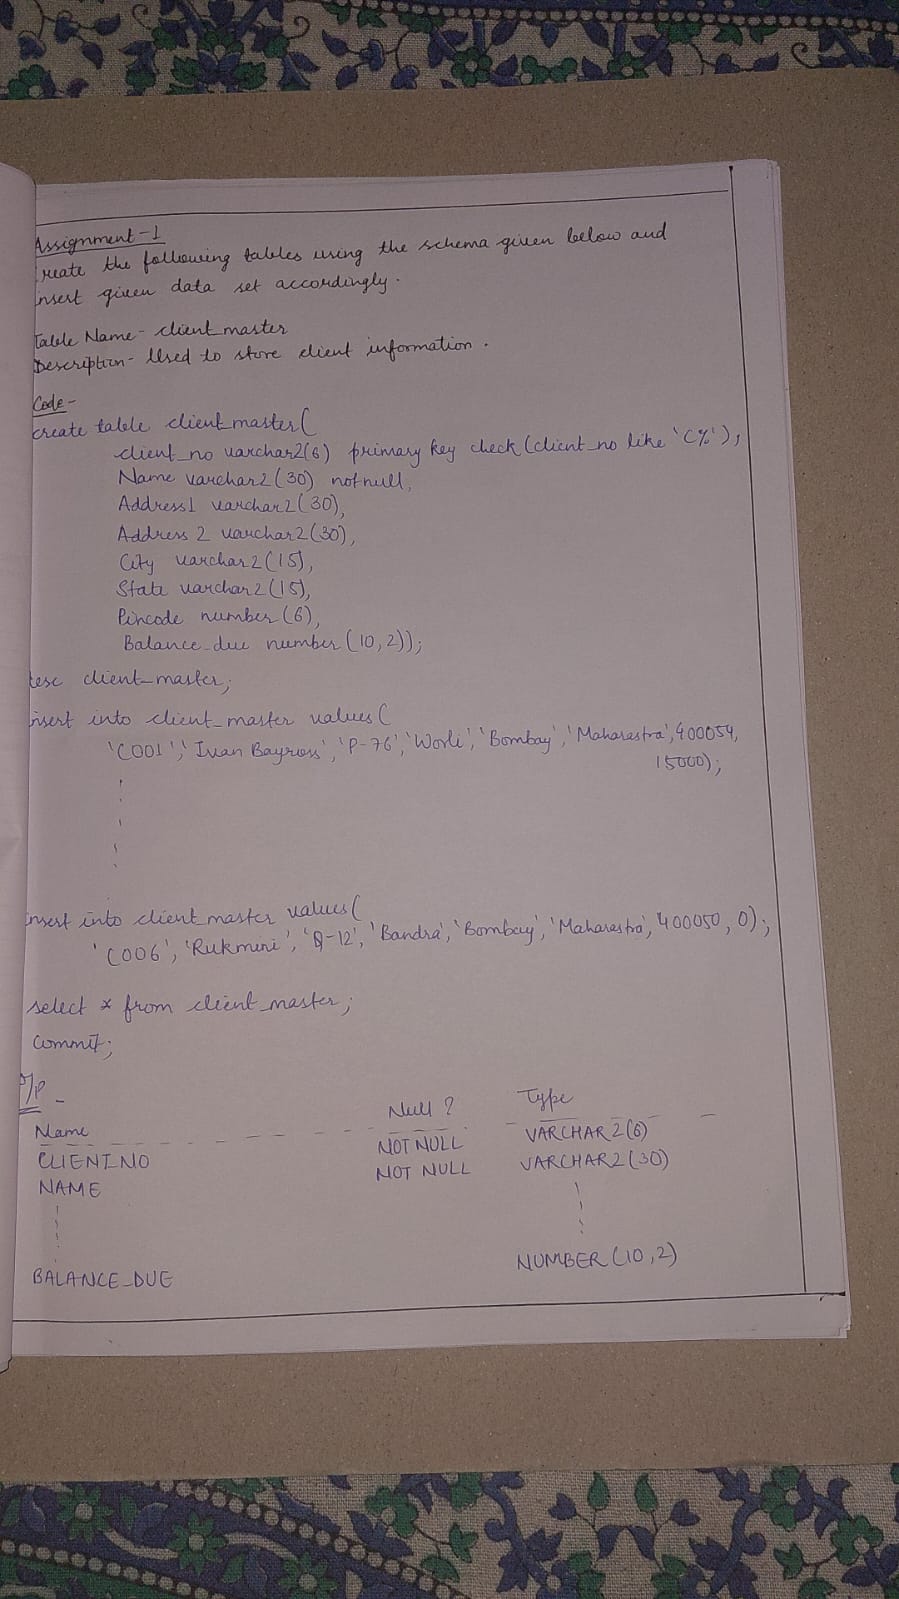 Assignment-1
Create the following tables using the schema given below and
insert given data set accordingly.
Table Name- client_master
Description- Used to store client information.
Code-
create table client_master(
client_no varchar2(6) primary key check (client_no like 'C%'),
Name varchar2(30) not null,
Address1 varchar2(30),
Address 2 varchar2(30),
City varchar2(15),
State varchar2(15),
Pincode number(6),
Balance_due number(10,2));
desc client_master;
insert into client_master values(
'C001','Ivan Bayross','P-76','Worli','Bombay','Maharastra',400054,
15000);
insert into client_master values(
'C006','Rukmini','Q-12','Bandra','Bombay','Maharastra',400050,0);
select * from client_master;
Commit;
O/P -
Name Null? Type
CLIENT_NO NOT NULL VARCHAR2(6)
NAME NOT NULL VARCHAR2(30)
BALANCE_DUE NUMBER(10,2)